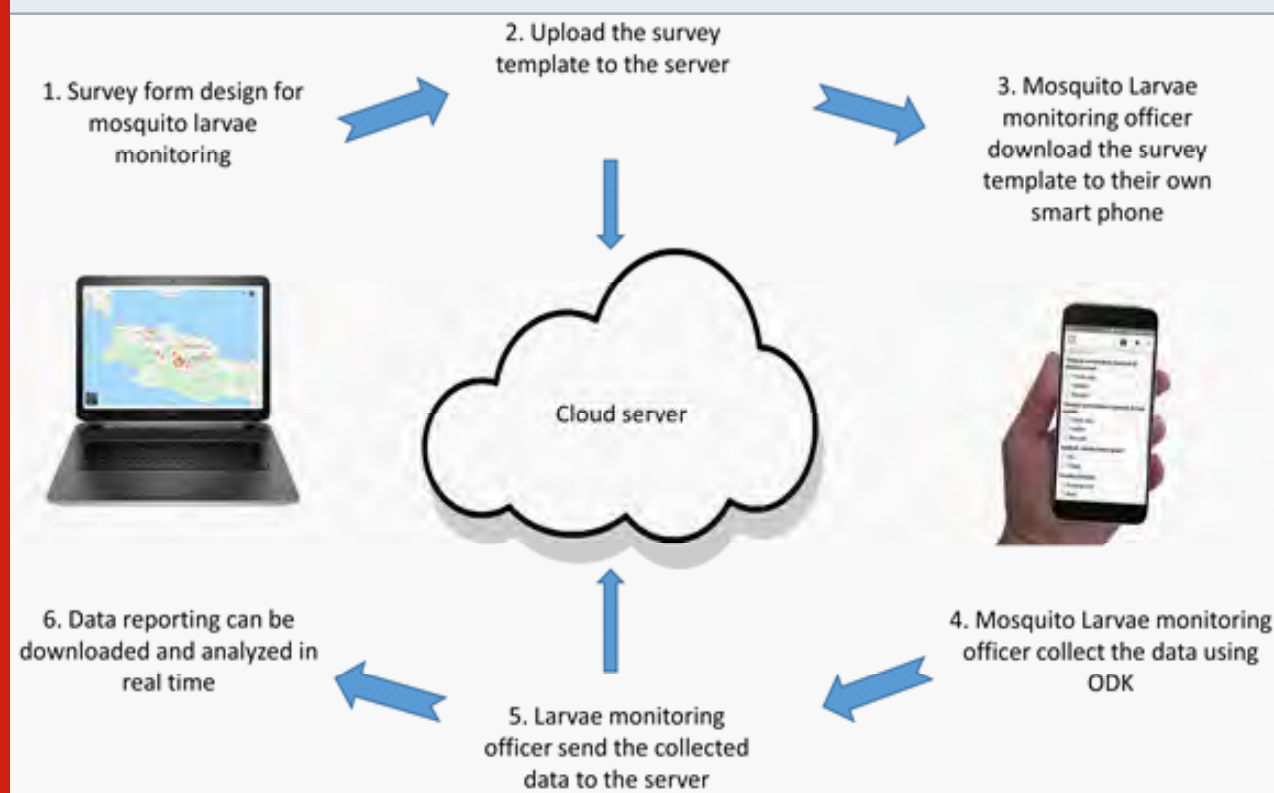 1. Survey form design for
mosquito larvae
monitoring
2. Upload the survey
template to the server
3. Mosquito Larvae
monitoring officer
download the survey
template to their own
smart phone
Cloud server
4. Mosquito Larvae monitoring
officer collect the data using
ODK
5. Larvae monitoring
officer send the collected
data to the server
6. Data reporting can be
downloaded and analyzed in
real time